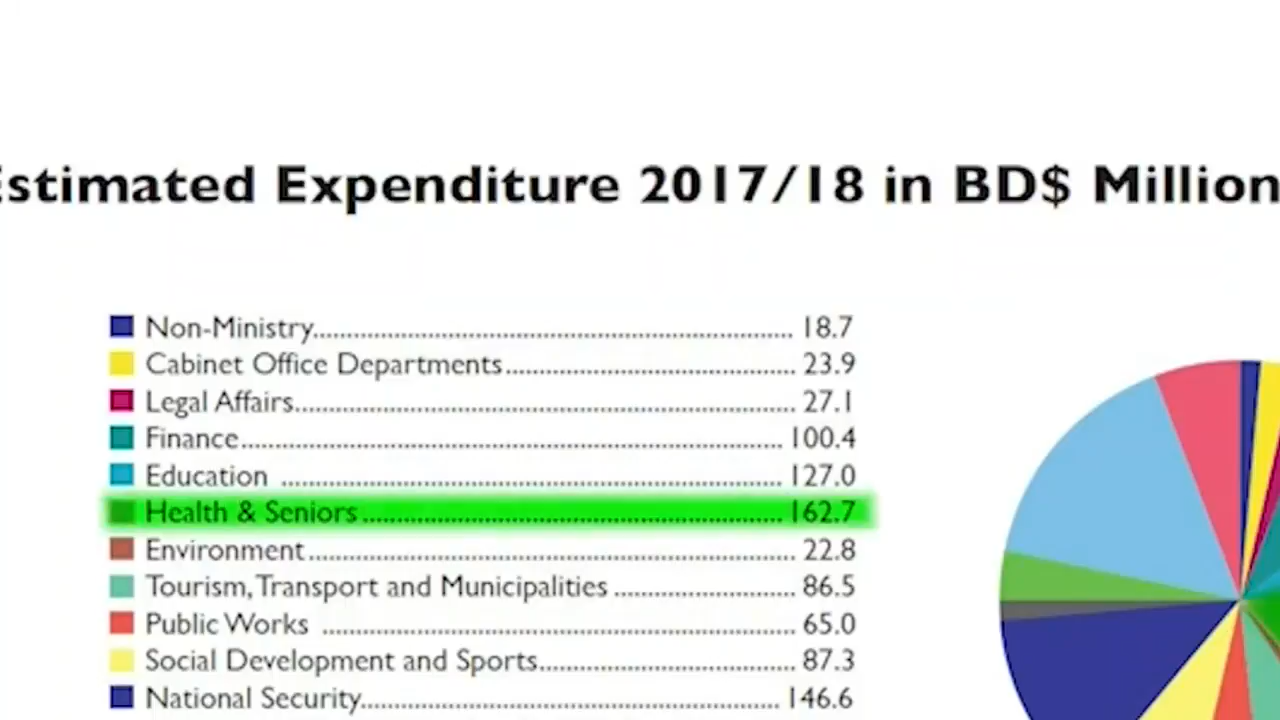 Estimated Expenditure 2017/18 in BD$ Million
Non-Ministry 18.7
Cabinet Office Departments 23.9
Legal Affairs 27.1
Finance 100.4
Education 127.0
Health & Seniors 162.7
Environment 22.8
Tourism, Transport and Municipalities 86.5
Public Works 65.0
Social Development and Sports 87.3
National Security 146.6